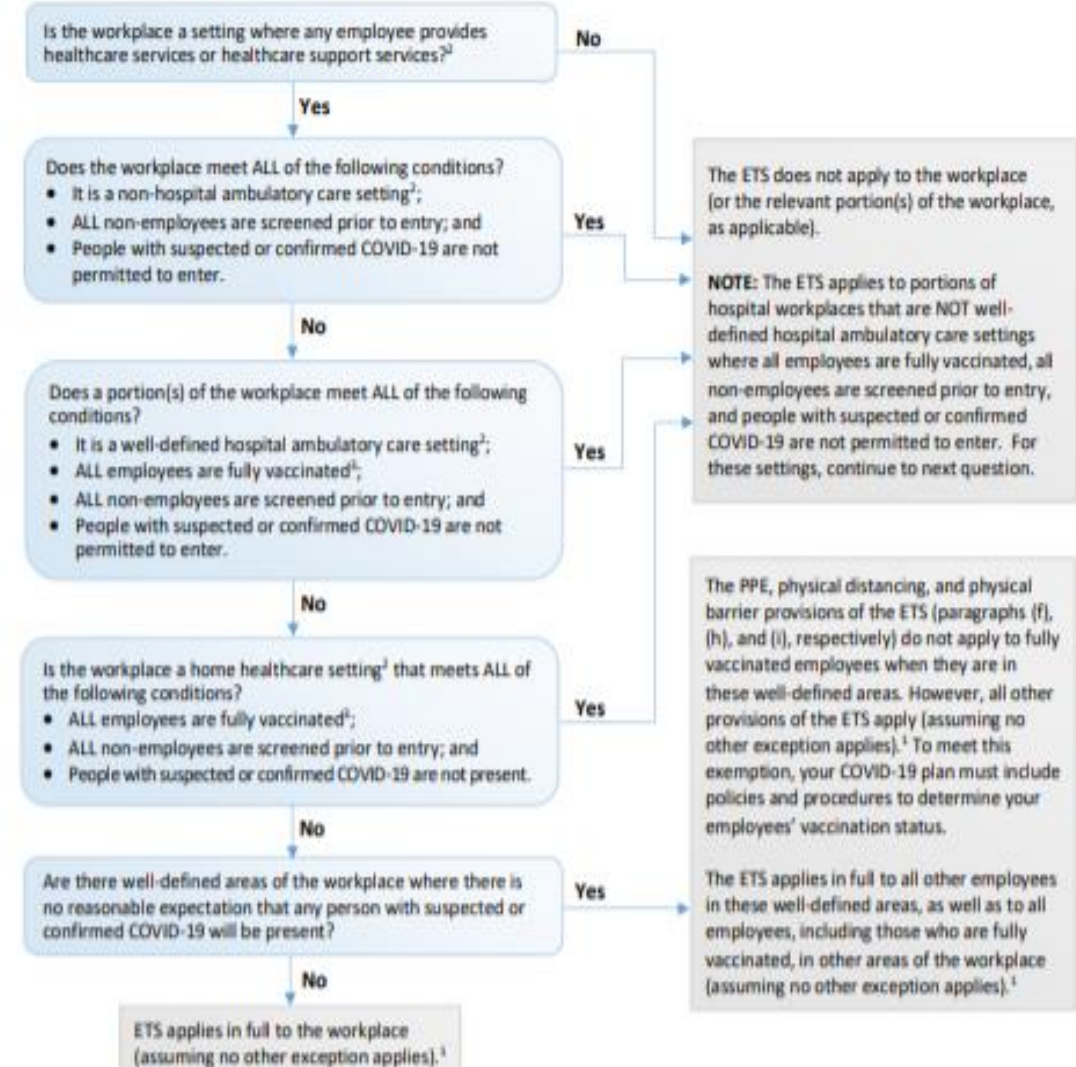 Is the workplace a setting where any employee provides
healthcare services or healthcare support services?²
No
Yes
Does the workplace meet ALL of the following conditions?
• It is a non-hospital ambulatory care setting²;
• ALL non-employees are screened prior to entry; and
• People with suspected or confirmed COVID-19 are not
permitted to enter.
Yes
No
Does a portion(s) of the workplace meet ALL of the following
conditions?
• It is a well-defined hospital ambulatory care setting²;
• ALL employees are fully vaccinated³;
• ALL non-employees are screened prior to entry; and
• People with suspected or confirmed COVID-19 are not
permitted to enter.
Yes
No
Is the workplace a home healthcare setting² that meets ALL of
the following conditions?
• ALL employees are fully vaccinated³;
• ALL non-employees are screened prior to entry; and
• People with suspected or confirmed COVID-19 are not present.
Yes
No
Are there well-defined areas of the workplace where there is
no reasonable expectation that any person with suspected or
confirmed COVID-19 will be present?
Yes
No
ETS applies in full to the workplace
(assuming no other exception applies).¹
The ETS does not apply to the workplace
(or the relevant portion(s) of the workplace,
as applicable).
NOTE: The ETS applies to portions of
hospital workplaces that are NOT well-
defined hospital ambulatory care settings
where all employees are fully vaccinated, all
non-employees are screened prior to entry,
and people with suspected or confirmed
COVID-19 are not permitted to enter. For
these settings, continue to next question.
The PPE, physical distancing, and physical
barrier provisions of the ETS (paragraphs (f),
(h), and (i), respectively) do not apply to fully
vaccinated employees when they are in
these well-defined areas. However, all other
provisions of the ETS apply (assuming no
other exception applies).¹ To meet this
exemption, your COVID-19 plan must include
policies and procedures to determine your
employees' vaccination status.
The ETS applies in full to all other employees
in these well-defined areas, as well as to all
employees, including those who are fully
vaccinated, in other areas of the workplace
(assuming no other exception applies).¹